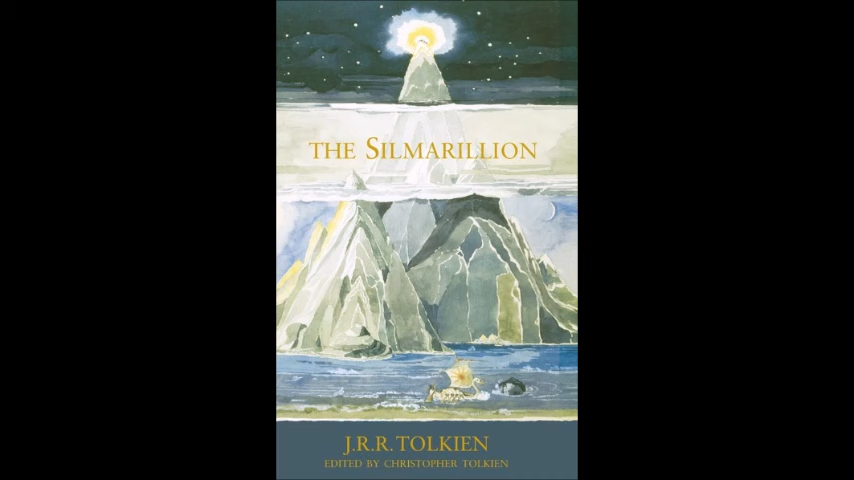 THE SILMARILLION
J.R.R. TOLKIEN
EDITED BY CHRISTOPHER TOLKIEN